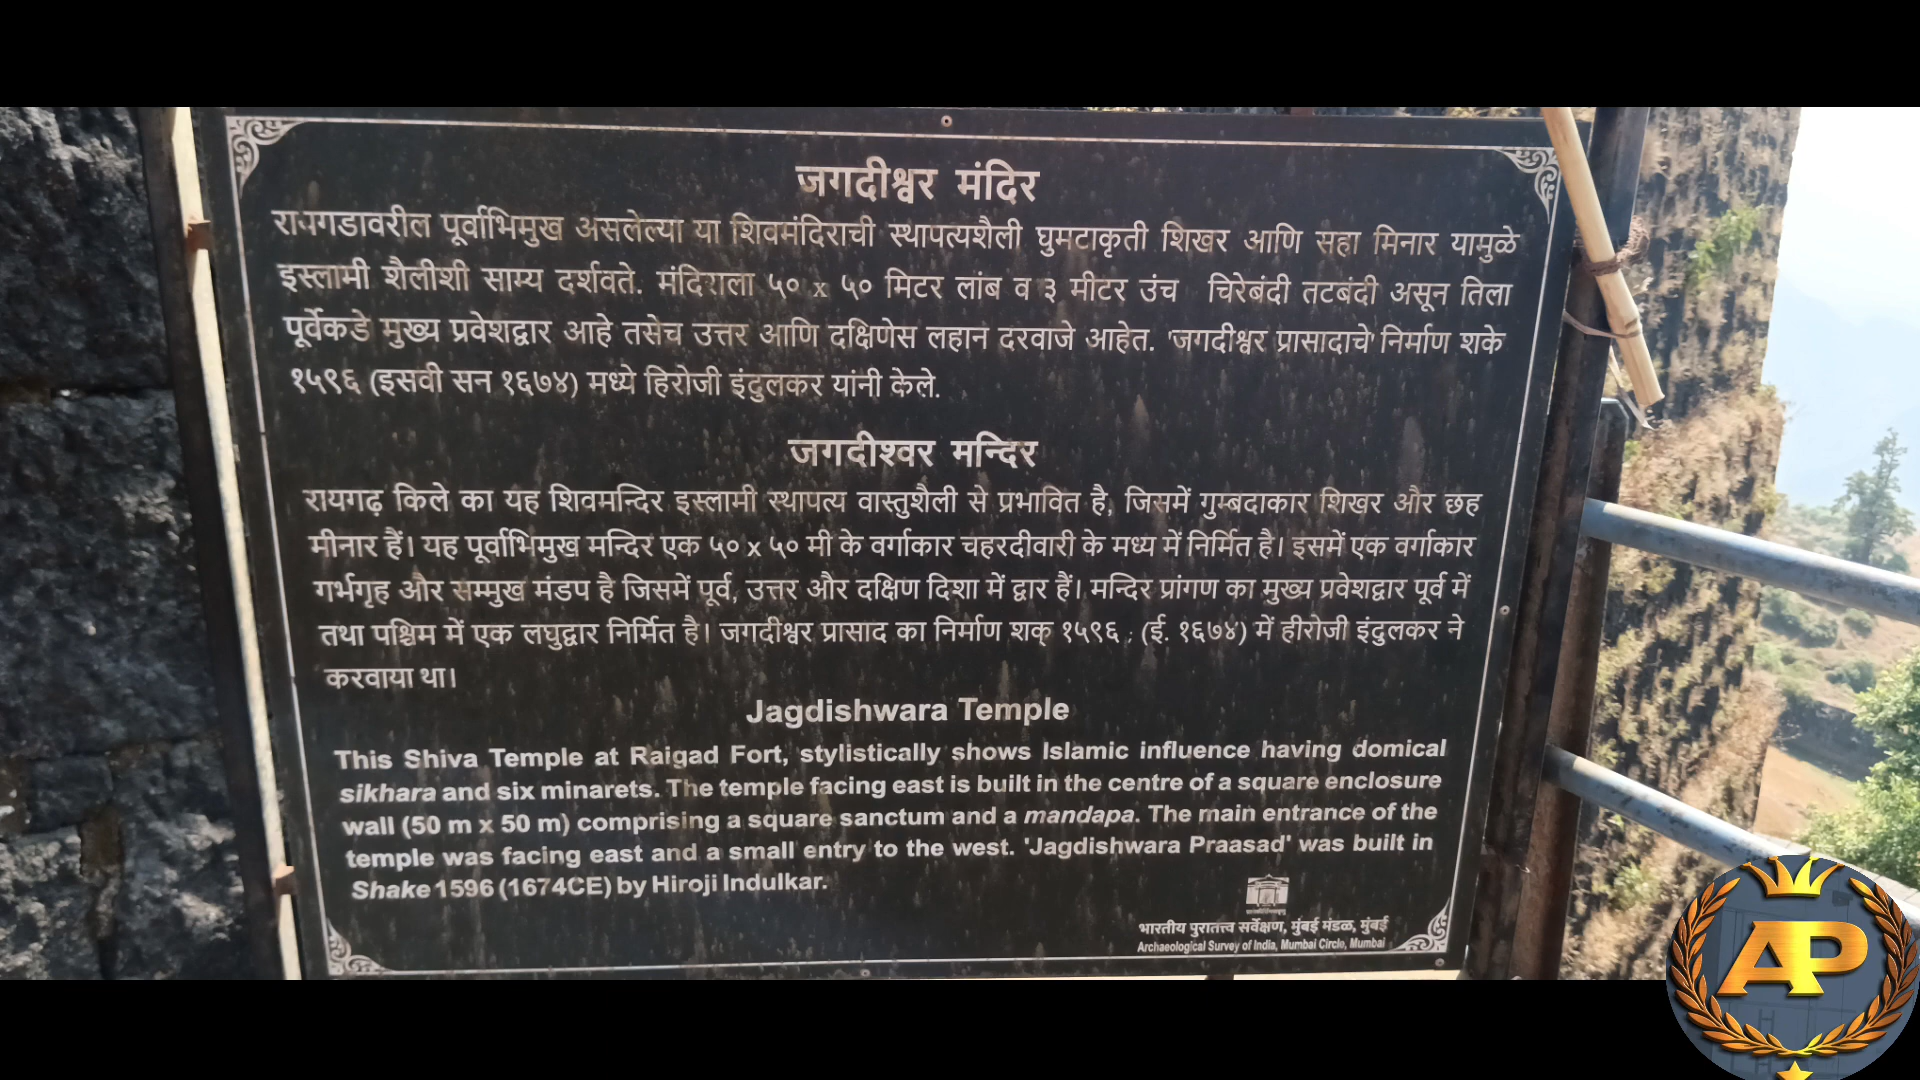 जगदीश्वर मंदिर
रायगडावरील पूर्वाभिमुख असलेल्या या शिवमंदिराची स्थापत्यशैली घुमटाकृती शिखर आणि सहा मिनार यामुळे
इस्लामी शैलीशी साम्य दर्शवते. मंदिराला ५० x ५० मिटर लांब व ३ मीटर उंच चिरेबंदी तटबंदी असून तिला
पूर्वेकडे मुख्य प्रवेशद्वार आहे तसेच उत्तर आणि दक्षिणेस लहान दरवाजे आहेत. 'जगदीश्वर प्रासादाचे' निर्माण शके
१५९६ (इसवी सन १६७४) मध्ये हिरोजी इंदुलकर यांनी केले.
जगदीश्वर मन्दिर
रायगढ़ किले का यह शिवमन्दिर इस्लामी स्थापत्य वास्तुशैली से प्रभावित है, जिसमें गुम्बदाकार शिखर और छह
मीनार हैं। यह पूर्वाभिमुख मन्दिर एक ५० x ५० मी के वर्गाकार चहरदीवारी के मध्य में निर्मित है। इसमें एक वर्गाकार
गर्भगृह और सम्मुख मंडप है जिसमें पूर्व, उत्तर और दक्षिण दिशा में द्वार हैं। मन्दिर प्रांगण का मुख्य प्रवेशद्वार पूर्व में
तथा पश्चिम में एक लघुद्वार निर्मित है। जगदीश्वर प्रासाद का निर्माण शक् १५९६ . (ई. १६७४) में हीरोजी इंदुलकर ने
करवाया था।
Jagdishwara Temple
This Shiva Temple at Raigad Fort, stylistically shows Islamic influence having domical
sikhara and six minarets. The temple facing east is built in the centre of a square enclosure
wall (50 m x 50 m) comprising a square sanctum and a mandapa. The main entrance of the
temple was facing east and a small entry to the west. 'Jagdishwara Praasad' was built in
Shake 1596 (1674CE) by Hiroji Indulkar.
भारतीय पुरातत्त्व सर्वेक्षण, मुंबई मंडळ, मुंबई
Archaeological Survey of India, Mumbai Circle, Mumbai
AP